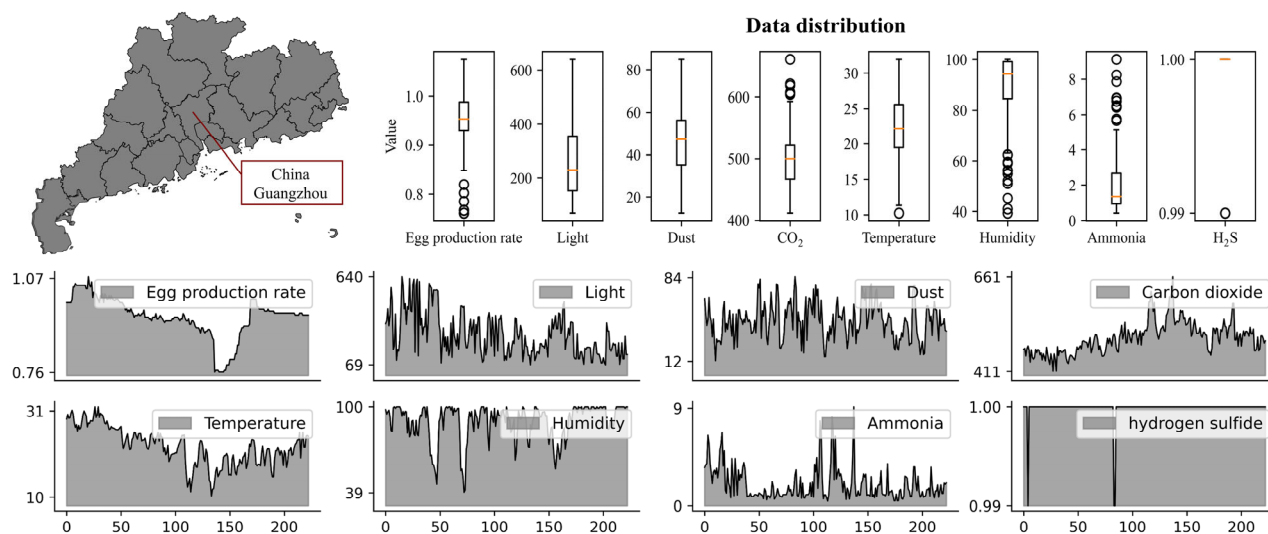 Data distribution
China
Guangzhou
Value
1.0
0.9
0.8
Egg production rate
640
400
200
Light
80
60
40
20
Dust
600
500
400
CO2
30
25
20
15
10
Temperature
100
80
60
40
Humidity
8
6
4
2
0
Ammonia
1.00
0.99
H2S
1.07
0.76
Egg production rate
640
69
Light
84
12
Dust
661
411
Carbon dioxide
31
10
Temperature
0 50 100 150 200
100
39
Humidity
0 50 100 150 200
9
0
Ammonia
0 50 100 150 200
1.00
0.99
hydrogen sulfide
0 50 100 150 200